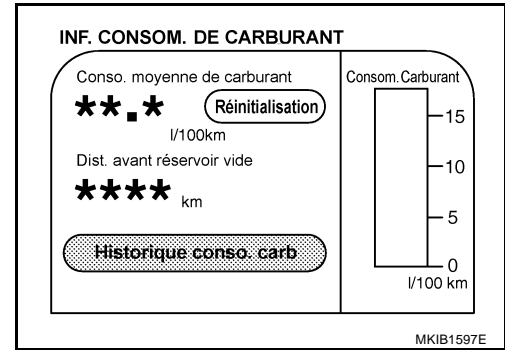 INF. CONSOM. DE CARBURANT
Conso. moyenne de carburant
**.*
Réinitialisation
l/100km
Dist. avant réservoir vide
**** km
Historique conso. carb
Consom.Carburant
15
10
5
0
l/100 km
MKIB1597E